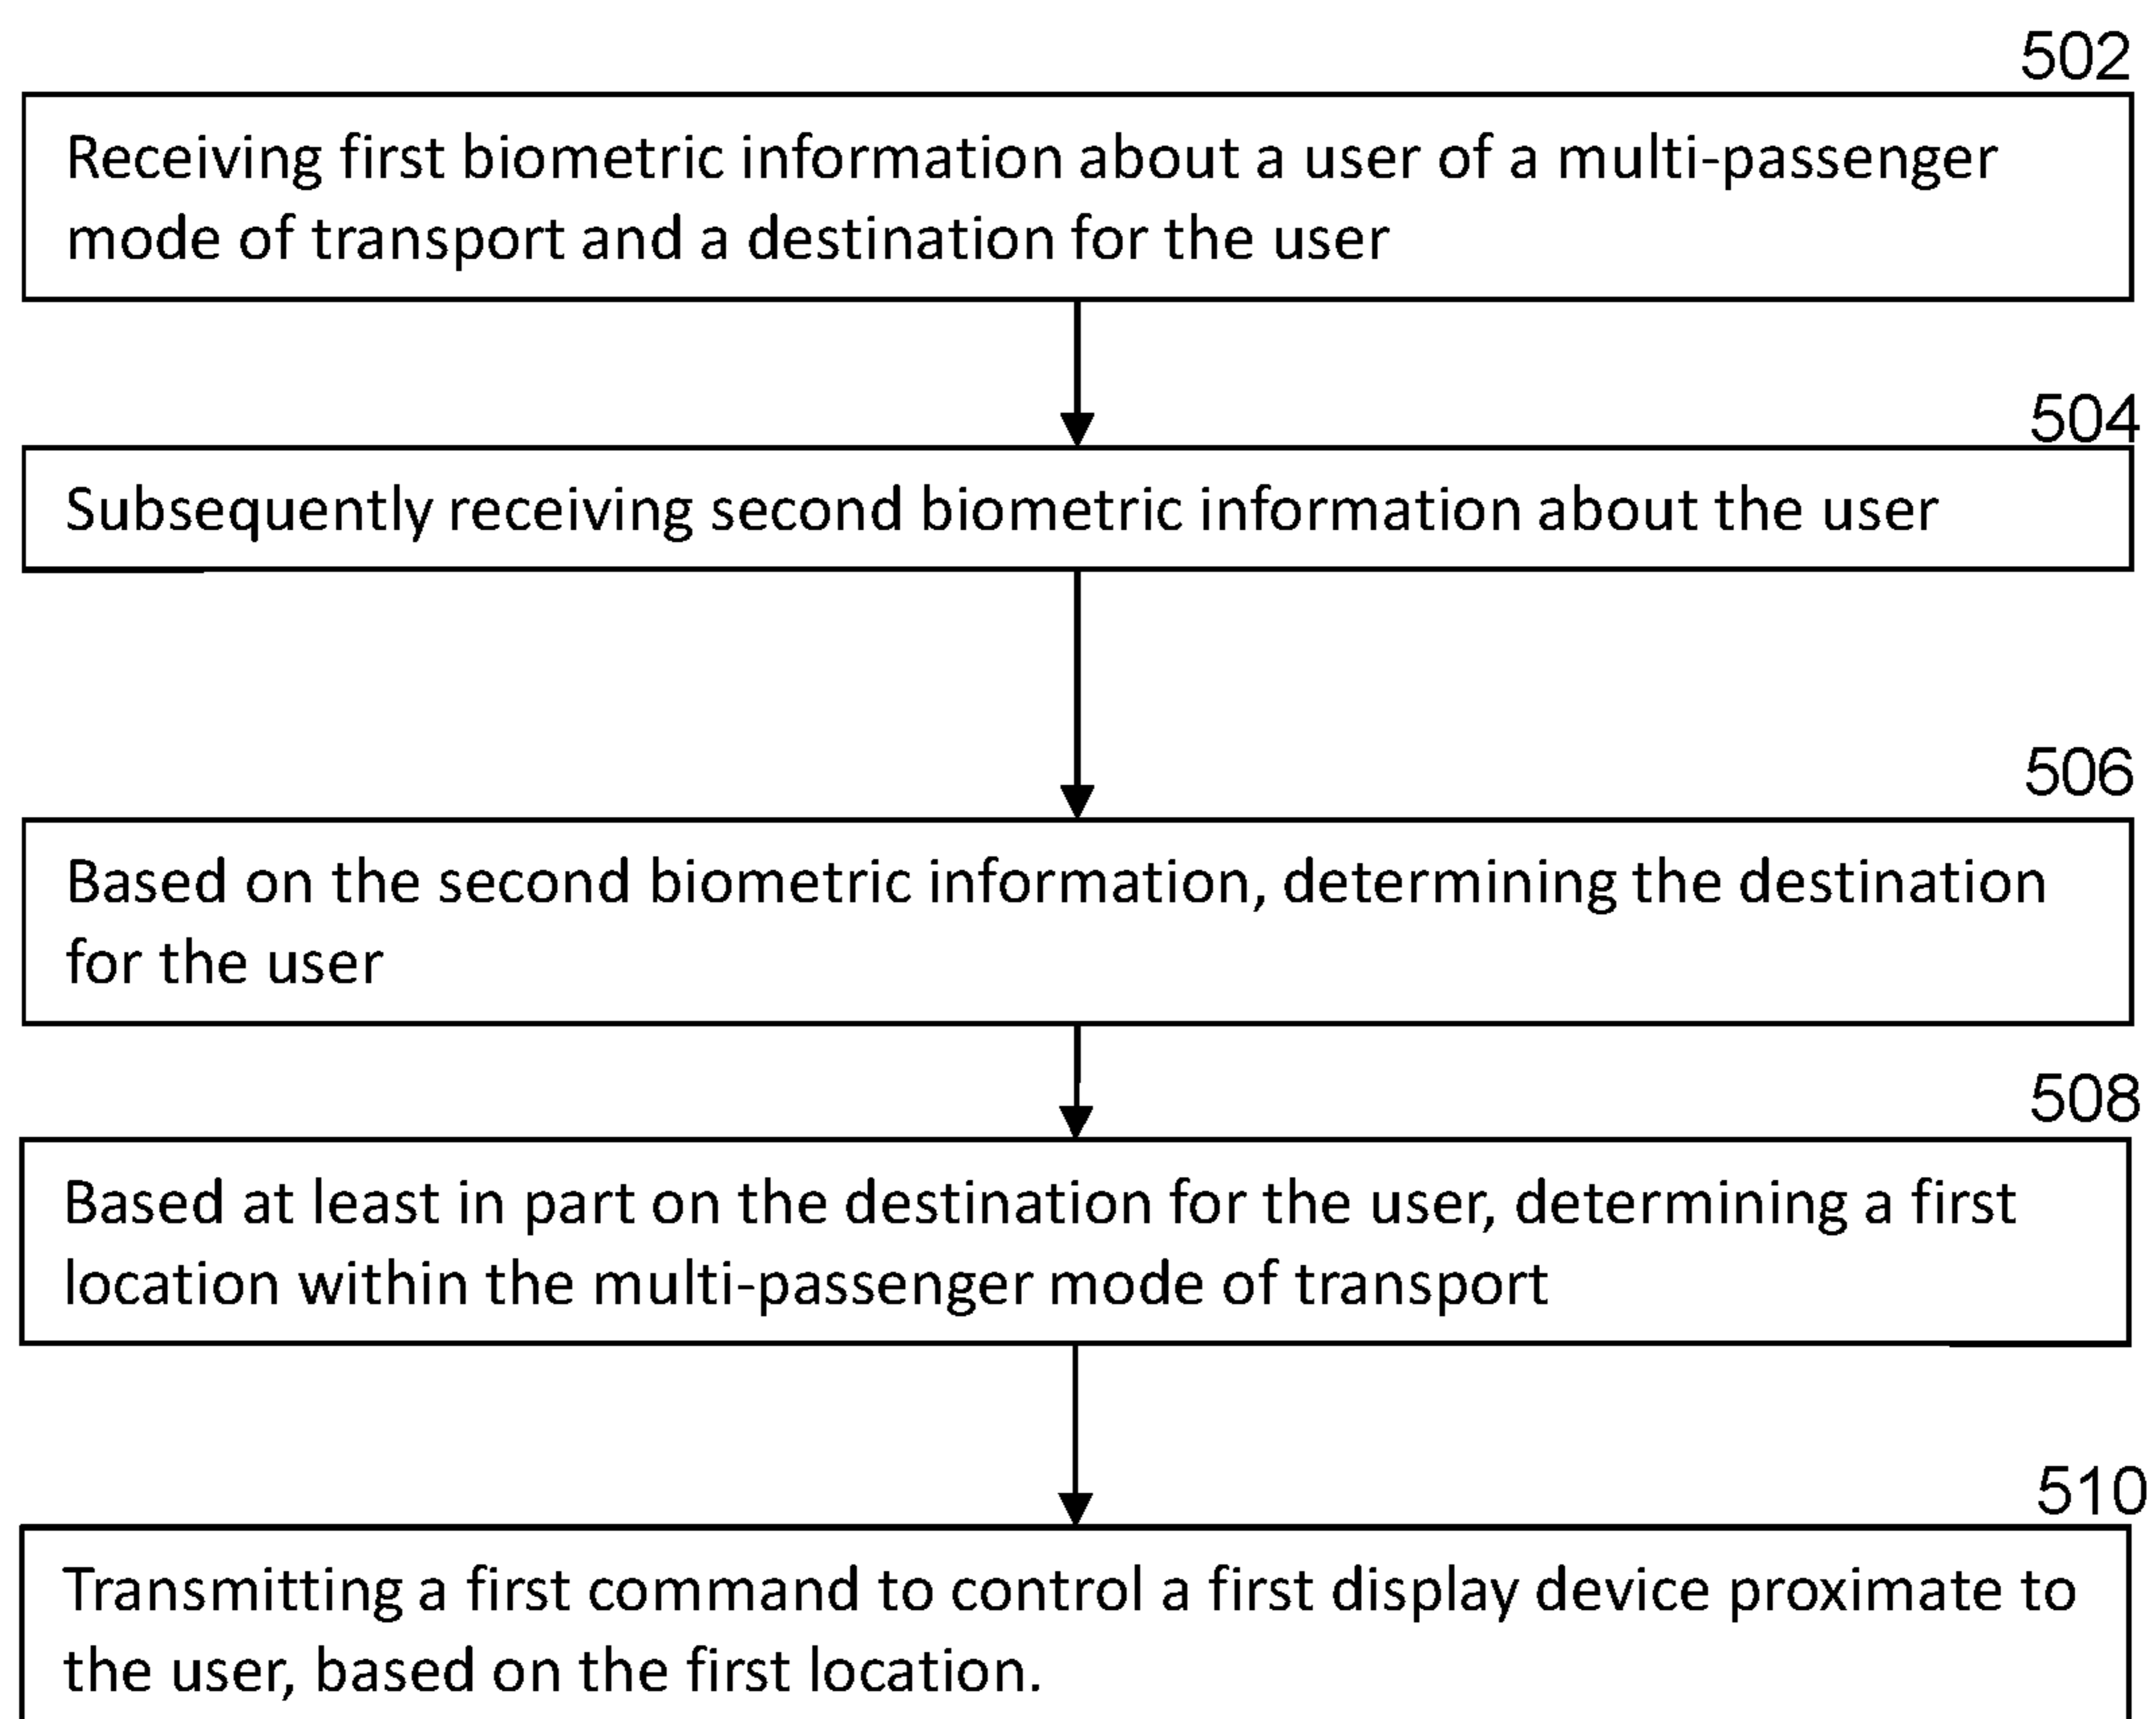 502
Receiving first biometric information about a user of a multi-passenger
mode of transport and a destination for the user
504
Subsequently receiving second biometric information about the user
506
Based on the second biometric information, determining the destination
for the user
508
Based at least in part on the destination for the user, determining a first
location within the multi-passenger mode of transport
510
Transmitting a first command to control a first display device proximate to
the user, based on the first location.